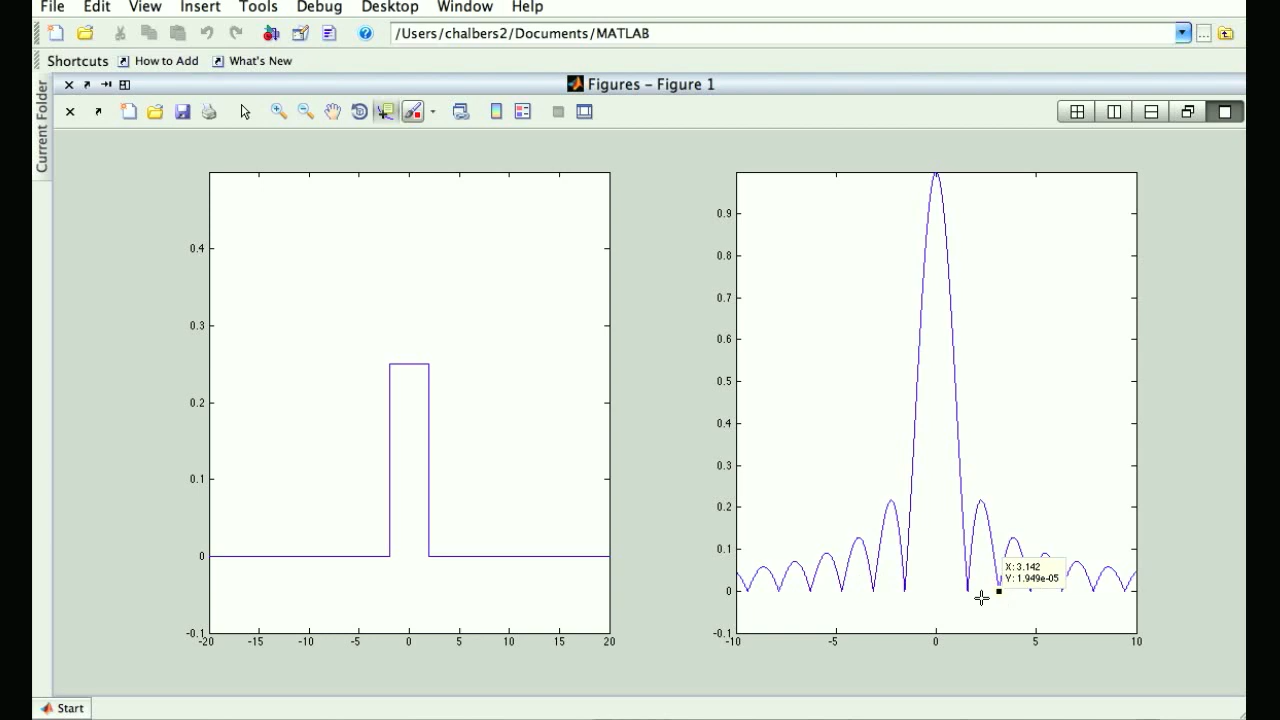 File Edit View Insert Tools Debug Desktop Window Help
/Users/chalbers2/Documents/MATLAB
...
Shortcuts How to Add What's New
Figures - Figure 1
Current Folder
0.4
0.3
0.2
0.1
0
-0.1
-20 -15 -10 -5 0 5 10 15 20
0.9
0.8
0.7
0.6
0.5
0.4
0.3
0.2
0.1
0
-0.1
-10 -5 0 5 10
X: 3.142
Y: 1.949e-05
Start